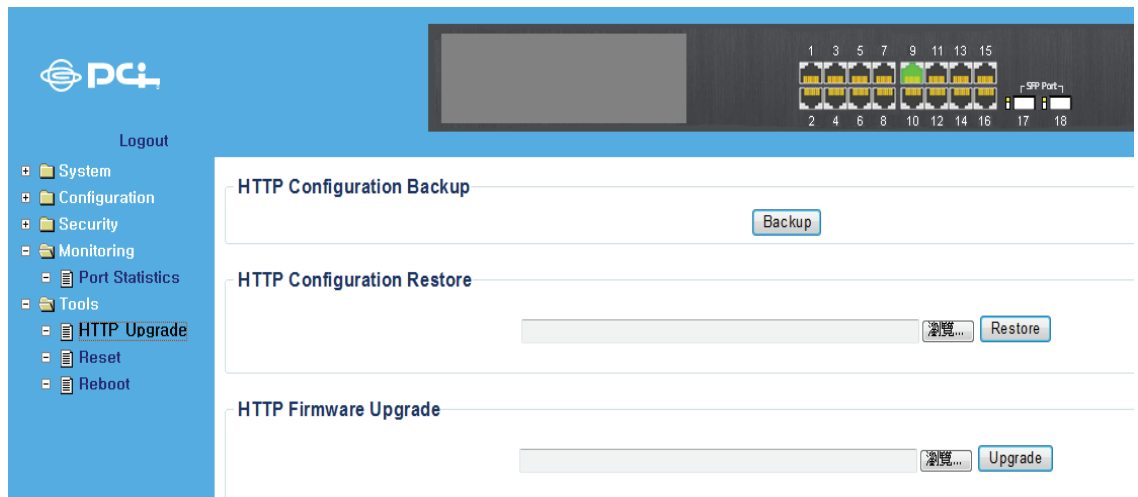 PCi
1 3 5 7 9 11 13 15
SFP Port
2 4 6 8 10 12 14 16 17 18
Logout
System
Configuration
Security
Monitoring
Port Statistics
Tools
HTTP Upgrade
Reset
Reboot
HTTP Configuration Backup
Backup
HTTP Configuration Restore
瀏覽... Restore
HTTP Firmware Upgrade
瀏覽... Upgrade